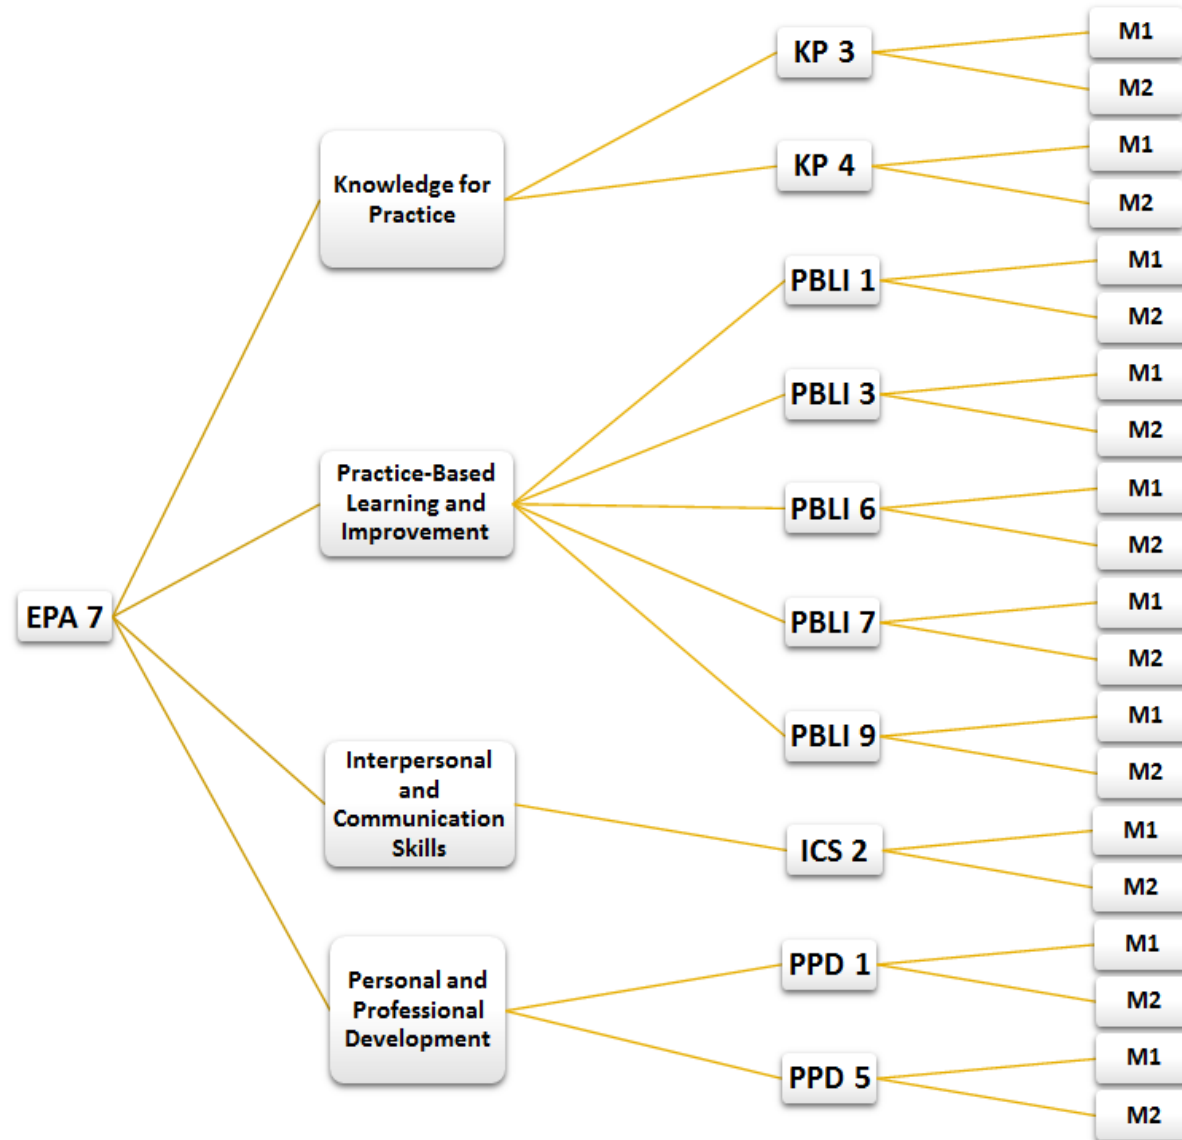 KP 3
M1
M2
KP 4
M1
M2
Knowledge for
Practice
PBLI 1
M1
M2
PBLI 3
M1
M2
Practice-Based
Learning and
Improvement
PBLI 6
M1
M2
EPA 7
PBLI 7
M1
M2
PBLI 9
M1
M2
Interpersonal
and
Communication
Skills
ICS 2
M1
M2
PPD 1
M1
M2
Personal and
Professional
Development
PPD 5
M1
M2